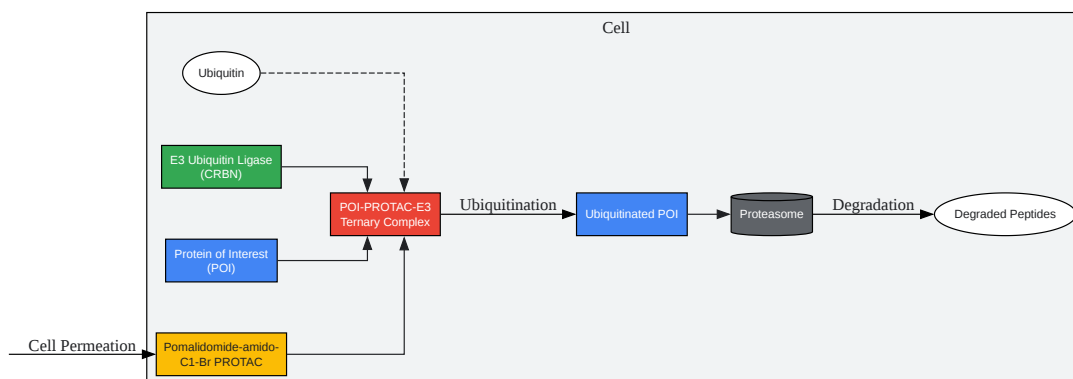 Cell
Ubiquitin
E3 Ubiquitin Ligase
(CRBN)
POI-PROTAC-E3
Ternary Complex
Ubiquitination
Ubiquitinated POI
Proteasome
Degradation
Degraded Peptides
Protein of Interest
(POI)
Cell Permeation
Pomalidomide-amido-
C1-Br PROTAC